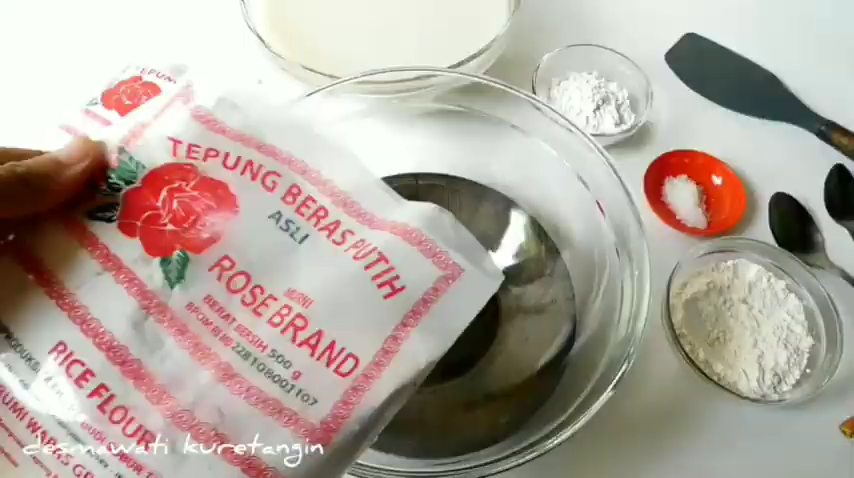 TEPUNG
TEPUNG BERAS PUTIH
ASLI
ROSE BRAND
BERAT BERSIH 500 g
RICE FLOUR
desmawati kuretangin